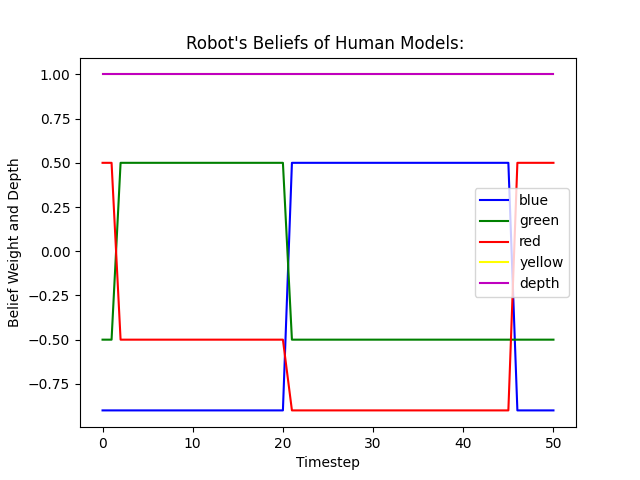 Robot's Beliefs of Human Models:
1.00
0.75
0.50
0.25
0.00
−0.25
−0.50
−0.75
Belief Weight and Depth
blue
green
red
yellow
depth
0 10 20 30 40 50
Timestep